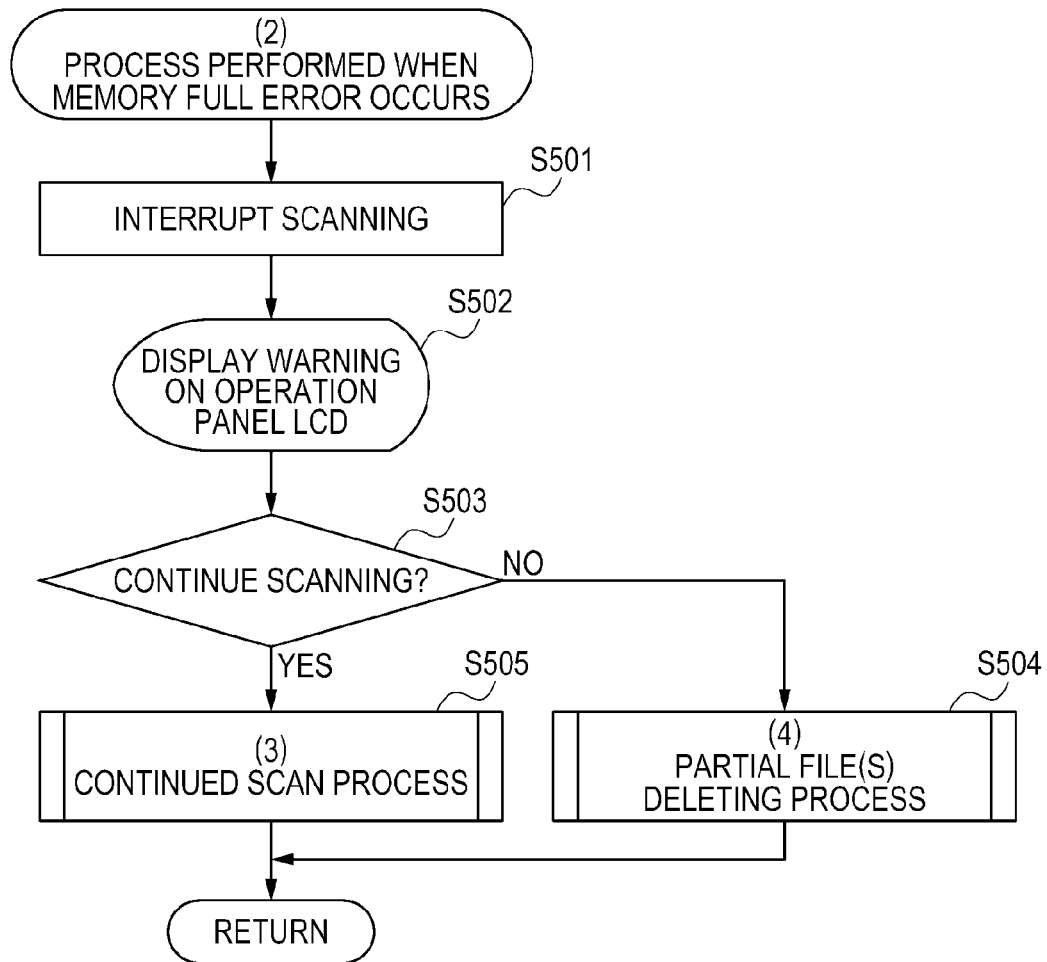 (2)
PROCESS PERFORMED WHEN
MEMORY FULL ERROR OCCURS
S501
INTERRUPT SCANNING
S502
DISPLAY WARNING
ON OPERATION
PANEL LCD
S503
CONTINUE SCANNING?
NO
YES
S505
(3)
CONTINUED SCAN PROCESS
S504
(4)
PARTIAL FILE(S)
DELETING PROCESS
RETURN